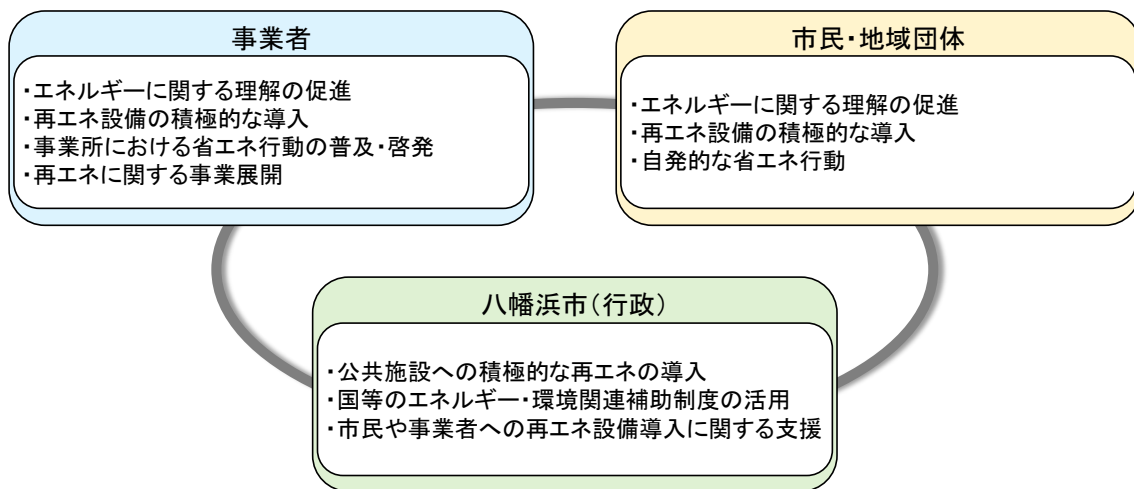 事業者
・エネルギーに関する理解の促進
・再エネ設備の積極的な導入
・事業所における省エネ行動の普及・啓発
・再エネに関する事業展開
市民・地域団体
・エネルギーに関する理解の促進
・再エネ設備の積極的な導入
・自発的な省エネ行動
八幡浜市（行政）
・公共施設への積極的な再エネの導入
・国等のエネルギー・環境関連補助制度の活用
・市民や事業者への再エネ設備導入に関する支援